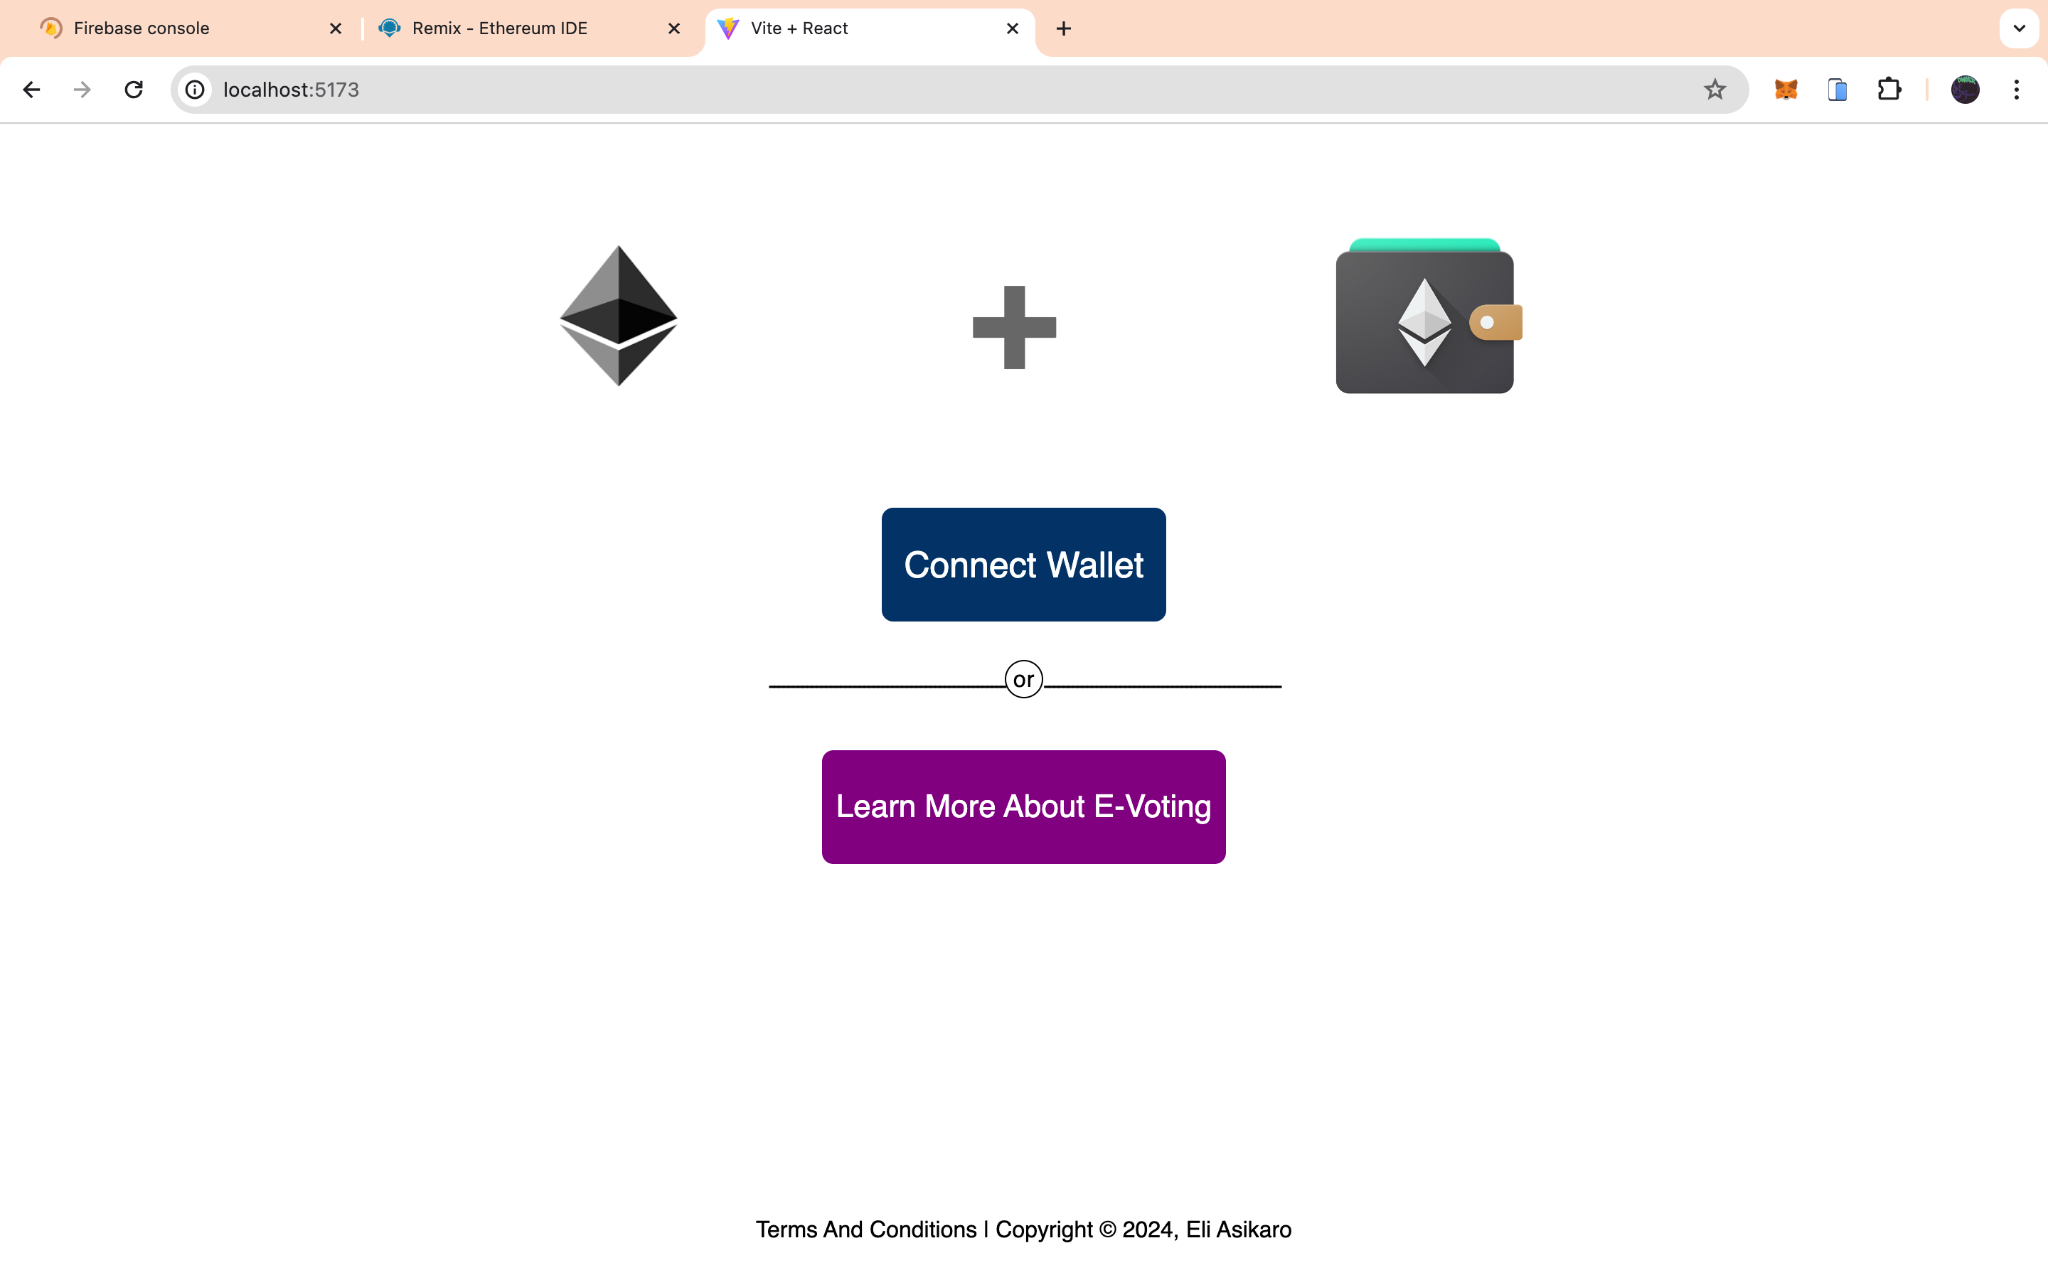 Firebase console
Remix - Ethereum IDE
Vite + React
localhost:5173
Connect Wallet
or
Learn More About E-Voting
Terms And Conditions | Copyright © 2024, Eli Asikaro